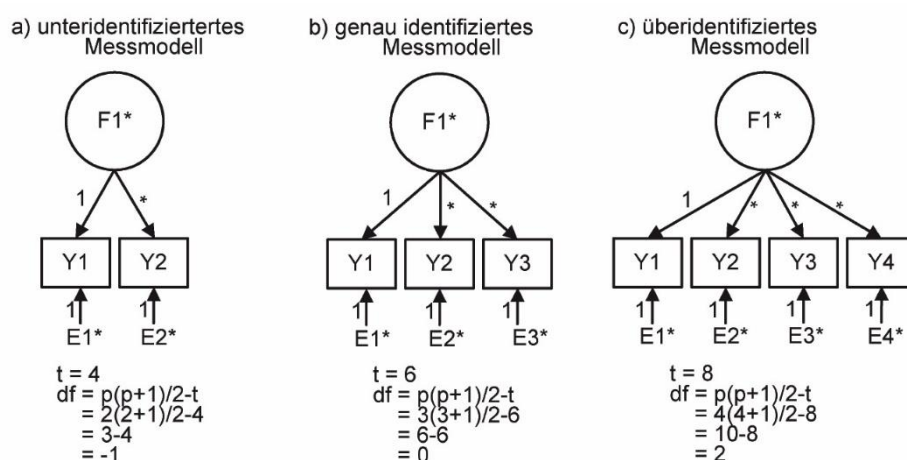 a) unteridentifiziertertes
Messmodell
F1*
1
*
Y1
Y2
1
1
E1*
E2*
t = 4
df = p(p+1)/2-t
= 2(2+1)/2-4
= 3-4
= -1
b) genau identifiziertes
Messmodell
F1*
1
*
*
Y1
Y2
Y3
1
1
1
E1*
E2*
E3*
t = 6
df = p(p+1)/2-t
= 3(3+1)/2-6
= 6-6
= 0
c) überidentifiziertes
Messmodell
F1*
1
*
*
*
Y1
Y2
Y3
Y4
1
1
1
1
E1*
E2*
E3*
E4*
t = 8
df = p(p+1)/2-t
= 4(4+1)/2-8
= 10-8
= 2